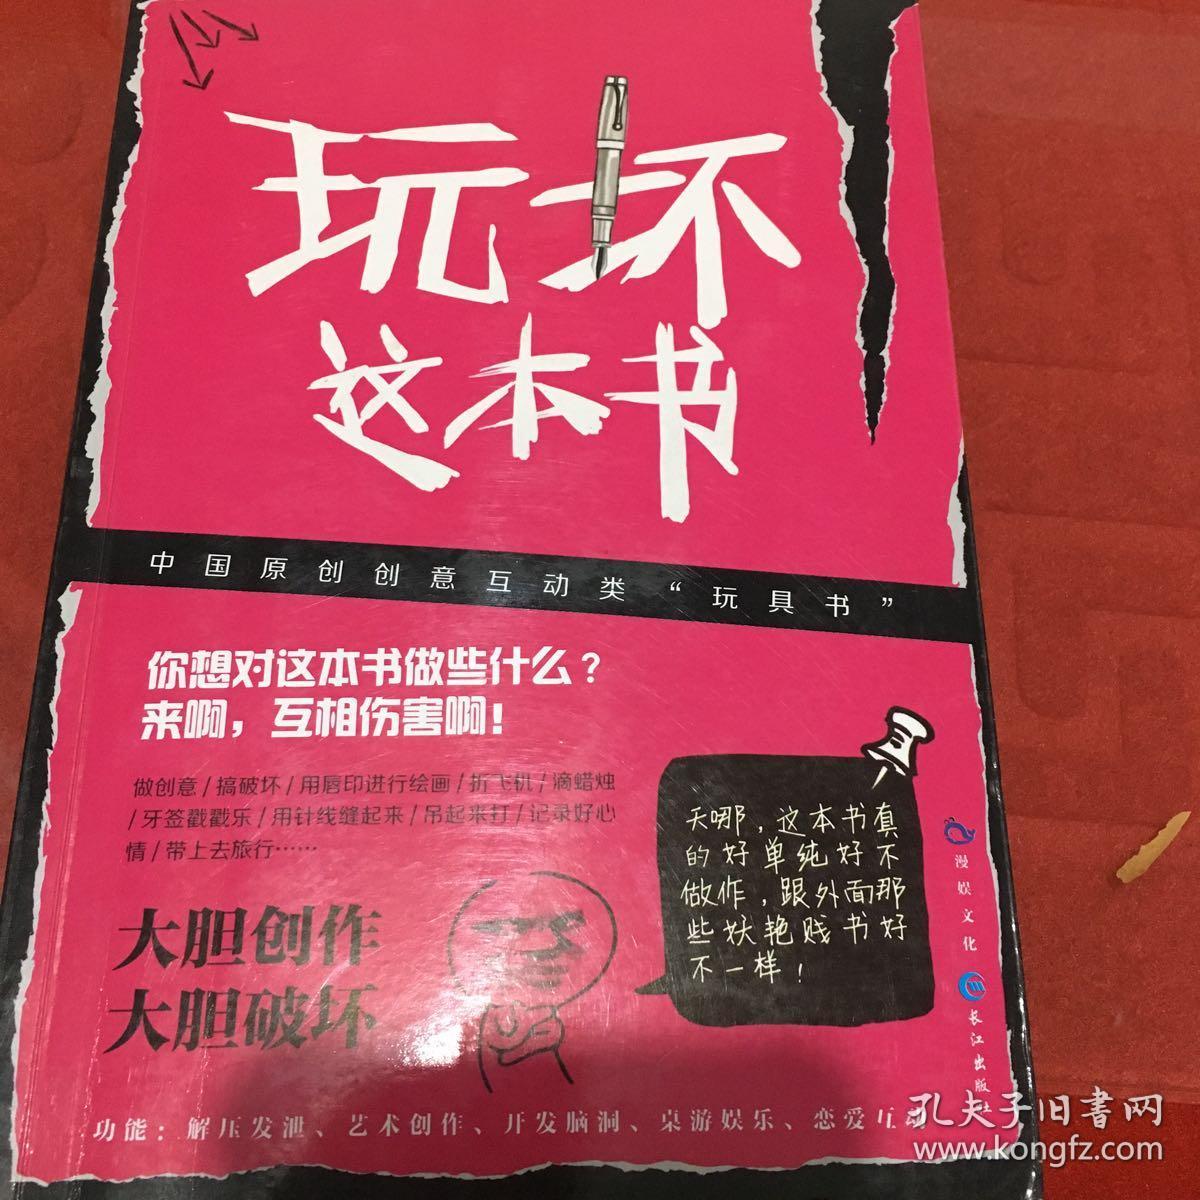 玩坏
这本书
中国原创创意互动类“玩具书”
你想对这本书做些什么？
来啊，互相伤害啊！
做创意/搞破坏/用唇印进行绘画/折飞机/滴蜡烛
/牙签戳戳乐/用针线缝起来/吊起来打/记录好心
情/带上去旅行……
大胆创作
大胆破坏
天哪，这本书真
的好单纯好不
做作，跟外面那
些妖艳贱书好
不一样！
漫娱文化
长江出版社
功能：解压发泄、艺术创作、开发脑洞、桌游娱乐、恋爱互动
孔夫子旧书网
www.kongfz.com